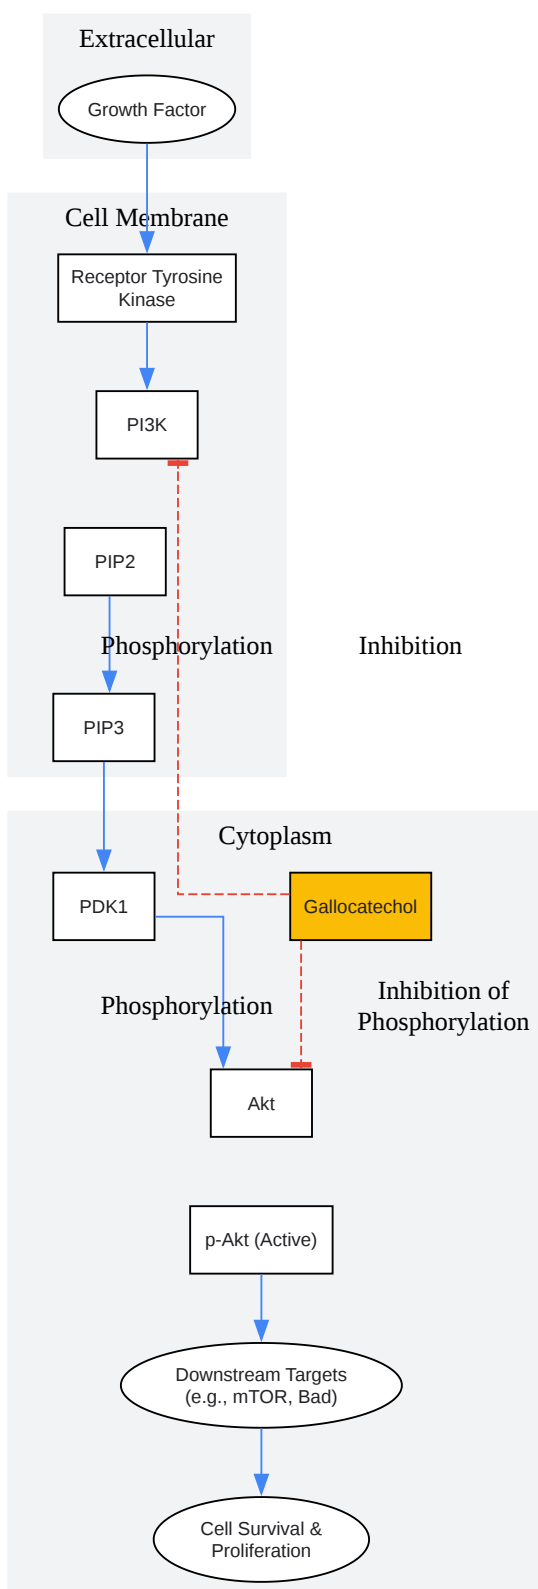 Extracellular
Growth Factor
Cell Membrane
Receptor Tyrosine
Kinase
PI3K
PIP2
Phosphorylation
Inhibition
PIP3
Cytoplasm
PDK1
Gallocatechol
Phosphorylation
Inhibition of
Phosphorylation
Akt
p-Akt (Active)
Downstream Targets
(e.g., mTOR, Bad)
Cell Survival &
Proliferation